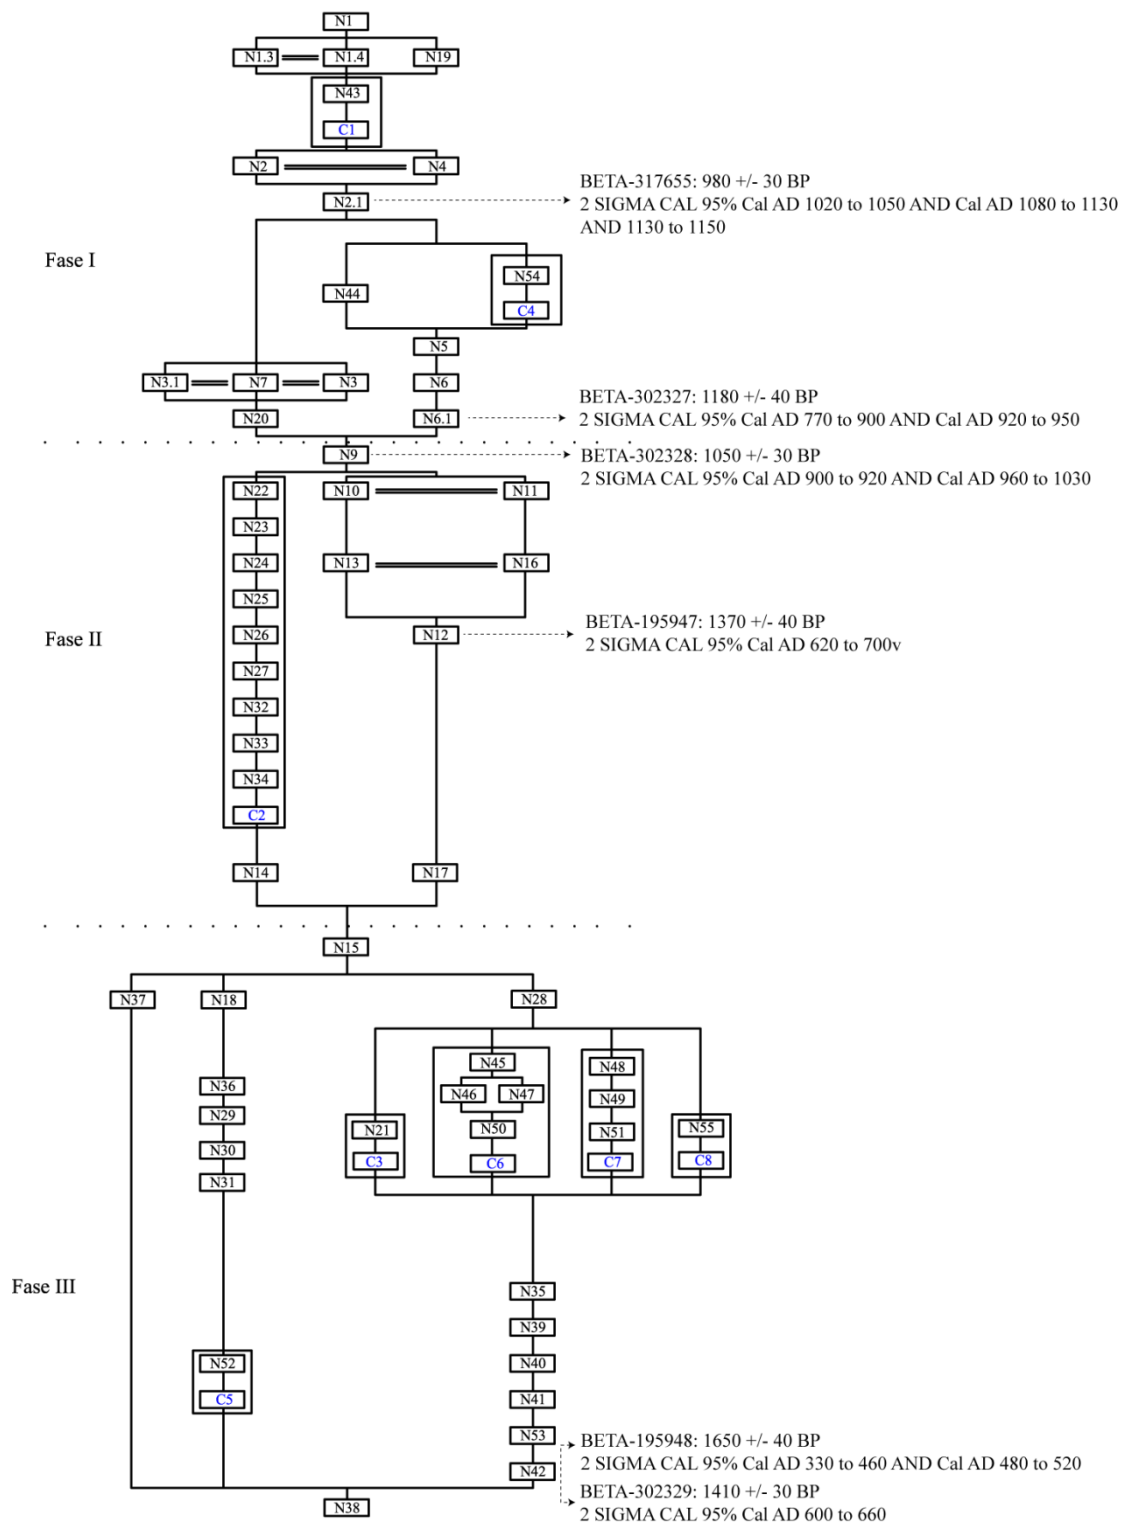 N1
N1.3 N1.4 N19
N43
C1
N2 N4
BETA-317655: 980 +/- 30 BP
N2.1 2 SIGMA CAL 95% Cal AD 1020 to 1050 AND Cal AD 1080 to 1130
AND 1130 to 1150
Fase I
N54
N44
C4
N5
N3.1 N7 N3 N6
BETA-302327: 1180 +/- 40 BP
N20 N6.1 2 SIGMA CAL 95% Cal AD 770 to 900 AND Cal AD 920 to 950
N9 BETA-302328: 1050 +/- 30 BP
2 SIGMA CAL 95% Cal AD 900 to 920 AND Cal AD 960 to 1030
N22 N10 N11
N23
N24 N13 N16
N25
BETA-195947: 1370 +/- 40 BP
Fase II
N26 N12
2 SIGMA CAL 95% Cal AD 620 to 700v
N27
N32
N33
N34
C2
N14 N17
N15
N37 N18 N28
N45
N48
N36
N46 N47
N49
N29
N21 N50 N51 N55
N30
C3 C6 C7 C8
N31
Fase III
N35
N39
N52 N40
C5 N41
N53
BETA-195948: 1650 +/- 40 BP
2 SIGMA CAL 95% Cal AD 330 to 460 AND Cal AD 480 to 520
N42
BETA-302329: 1410 +/- 30 BP
N38
2 SIGMA CAL 95% Cal AD 600 to 660